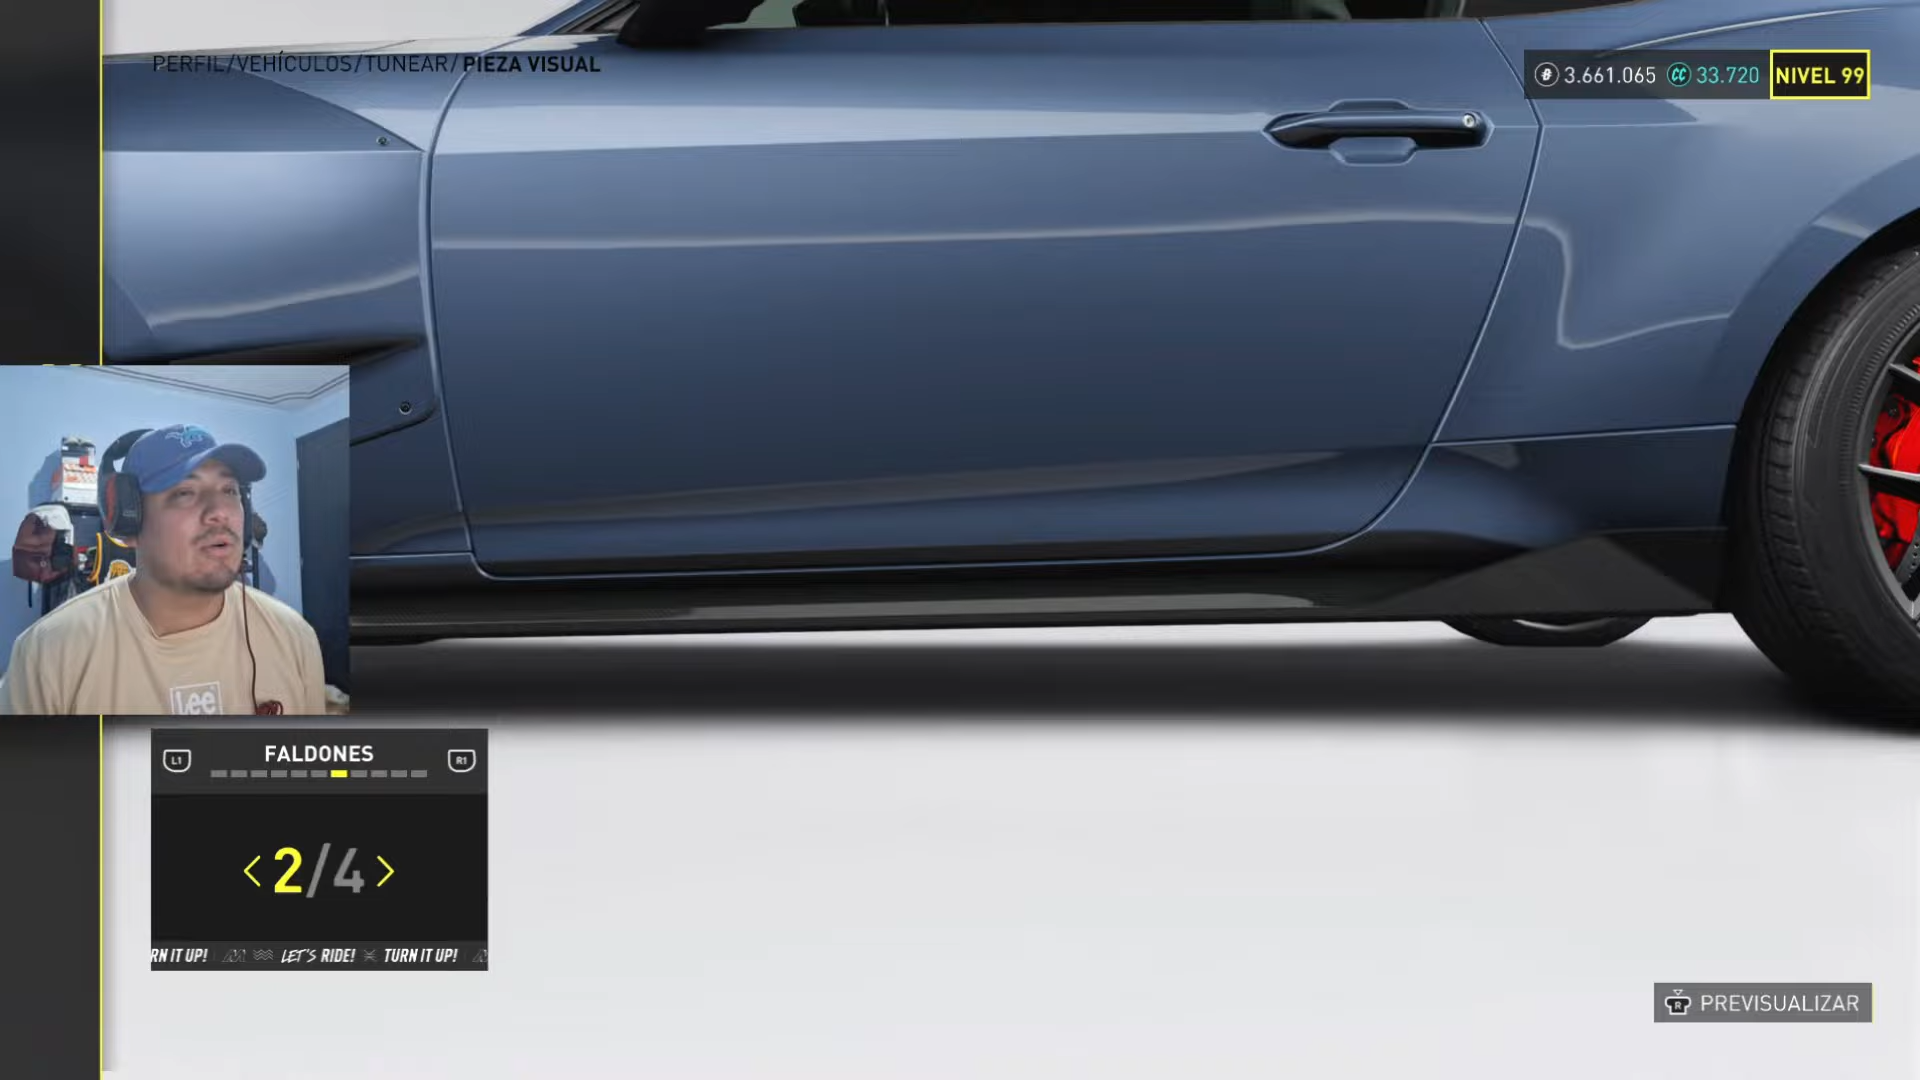 PERFIL/VEHÍCULOS/TUNEAR/PIEZA VISUAL
3.661.065 CC 33.720 NIVEL 99
Lee
L1 FALDONES R1
<2/4>
RN IT UP! LET'S RIDE! TURN IT UP!
R PREVISUALIZAR